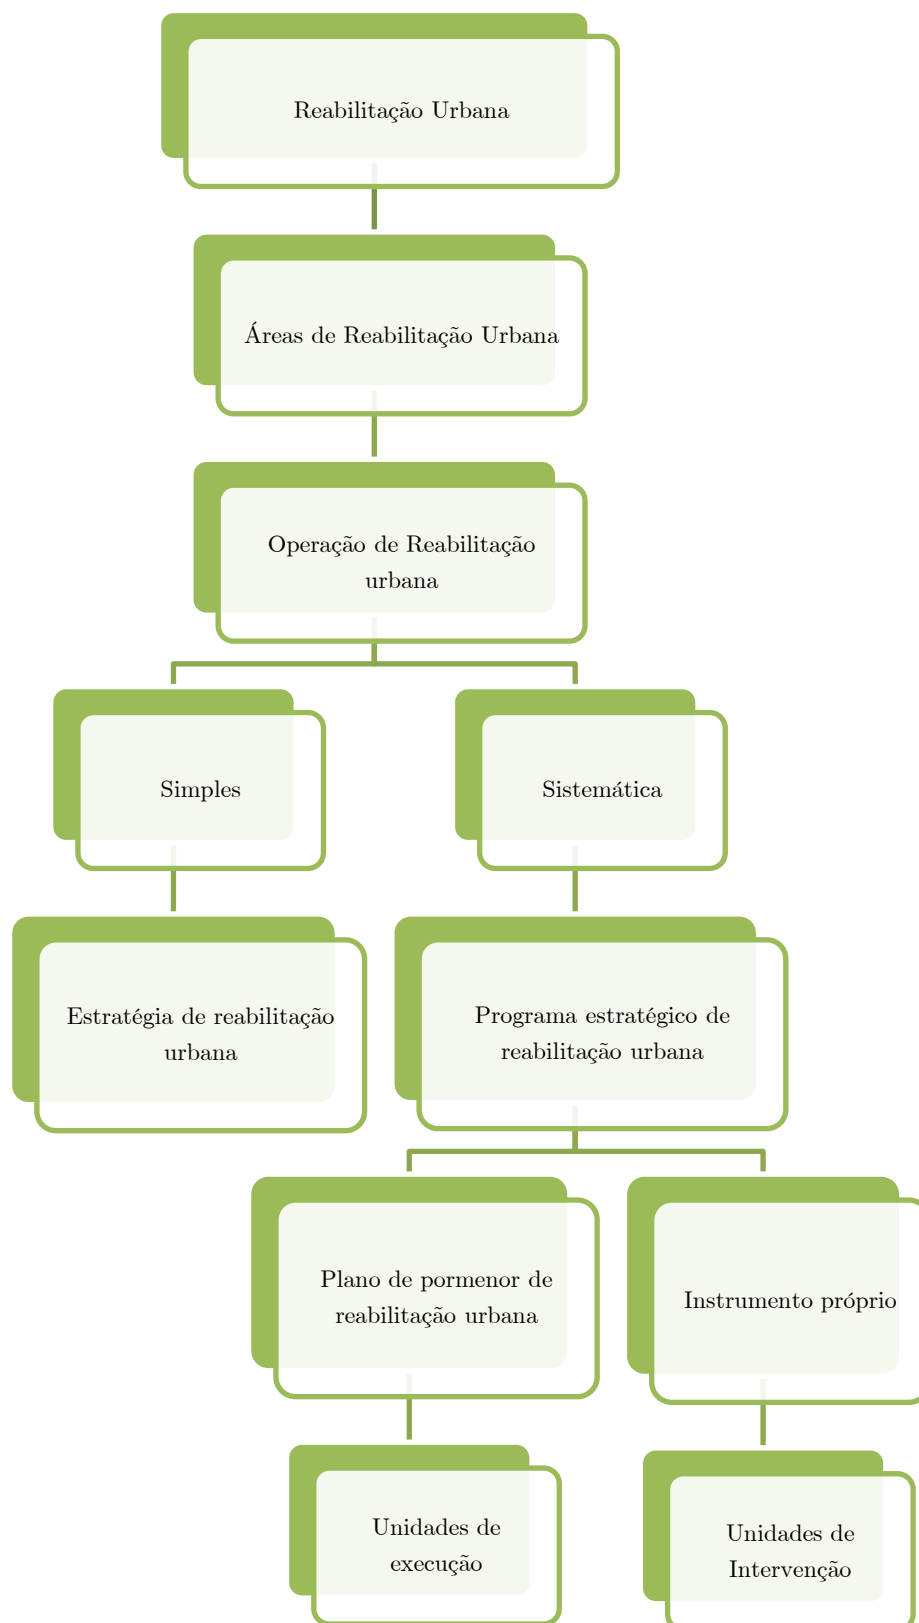 Reabilitação Urbana
Áreas de Reabilitação Urbana
Operação de Reabilitação
urbana
Simples
Sistemática
Estratégia de reabilitação
urbana
Programa estratégico de
reabilitação urbana
Plano de pormenor de
reabilitação urbana
Instrumento próprio
Unidades de
execução
Unidades de
Intervenção